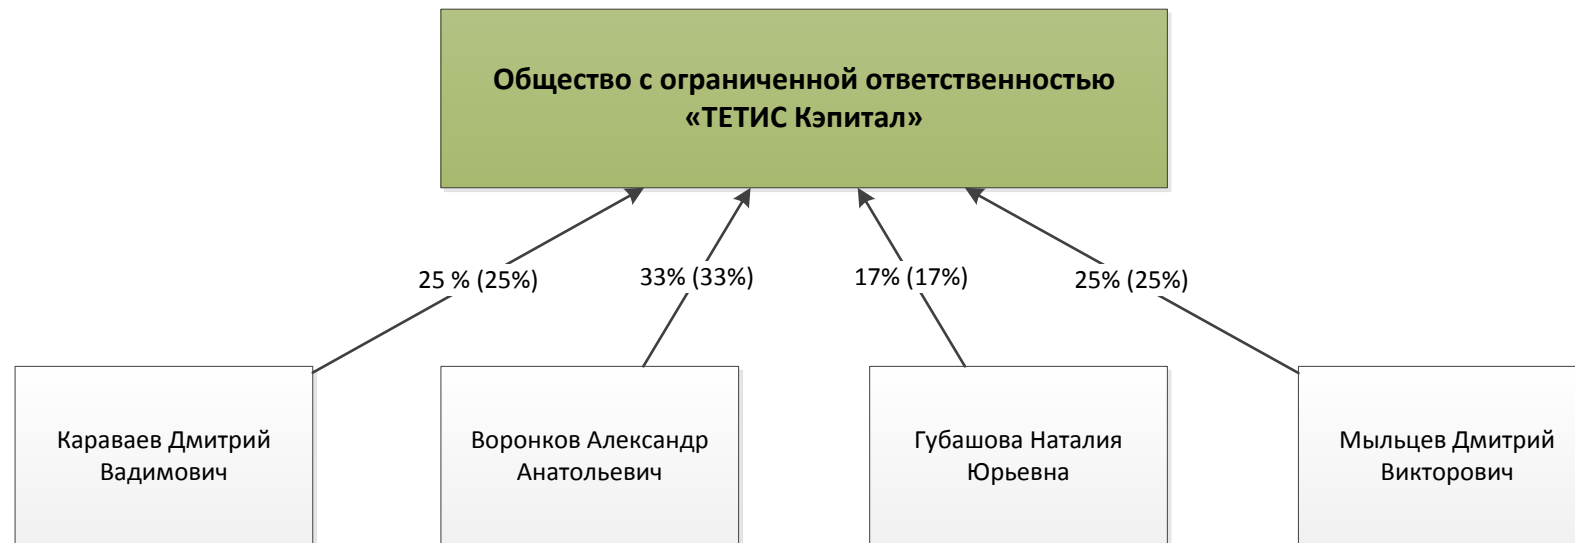 Общество с ограниченной ответственностью
«ТЕТИС Кэпитал»
25 % (25%)
33% (33%)
17% (17%)
25% (25%)
Караваев Дмитрий
Вадимович
Воронков Александр
Анатольевич
Губашова Наталия
Юрьевна
Мыльцев Дмитрий
Викторович